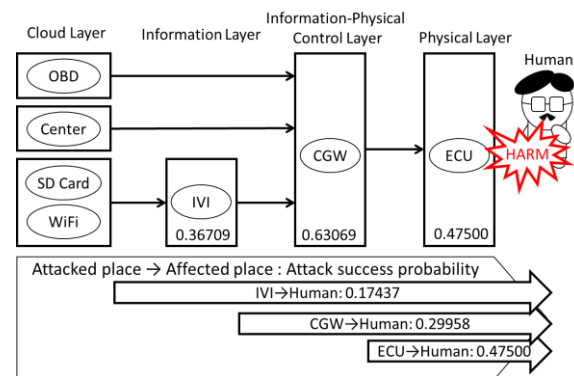 Cloud Layer
Information Layer
Information-Physical
Control Layer
Physical Layer
Human
OBD
Center
SD Card
WiFi
IVI
0.36709
CGW
0.63069
ECU
0.47500
HARM
Attacked place → Affected place : Attack success probability
IVI→Human: 0.17437
CGW→Human: 0.29958
ECU→Human: 0.47500